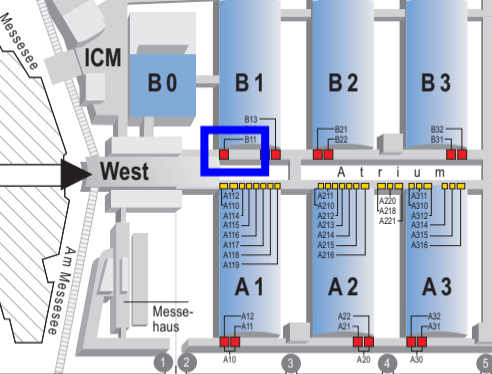 Messesee
ICM
B0
B1
B2
B3
B13
B11
B21
B22
B32
B31
West
Atrium
A112
A110
A114
A115
A116
A117
A118
A119
A211
A210
A212
A213
A214
A215
A216
A220
A218
A221
A311
A310
A312
A314
A315
A316
Am Messesee
A1
A2
A3
Messe-
haus
A12
A11
A22
A21
A32
A31
A10
A20
A30
1
2
3
4
5